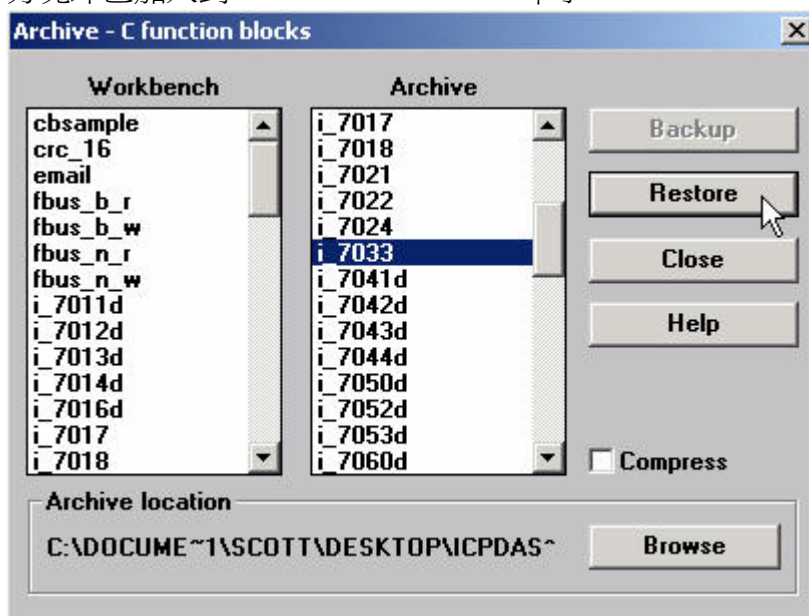 Archive - C function blocks
Workbench
cbsample
crc_16
email
fbus_b_r
fbus_b_w
fbus_n_r
fbus_n_w
i_7011d
i_7012d
i_7013d
i_7014d
i_7016d
i_7017
i_7018
Archive
i_7017
i_7018
i_7021
i_7022
i_7024
i_7033
i_7041d
i_7042d
i_7043d
i_7044d
i_7050d
i_7052d
i_7053d
i_7060d
Backup
Restore
Close
Help
Compress
Archive location
C:\DOCUME~1\SCOTT\DESKTOP\ICPDAS^
Browse